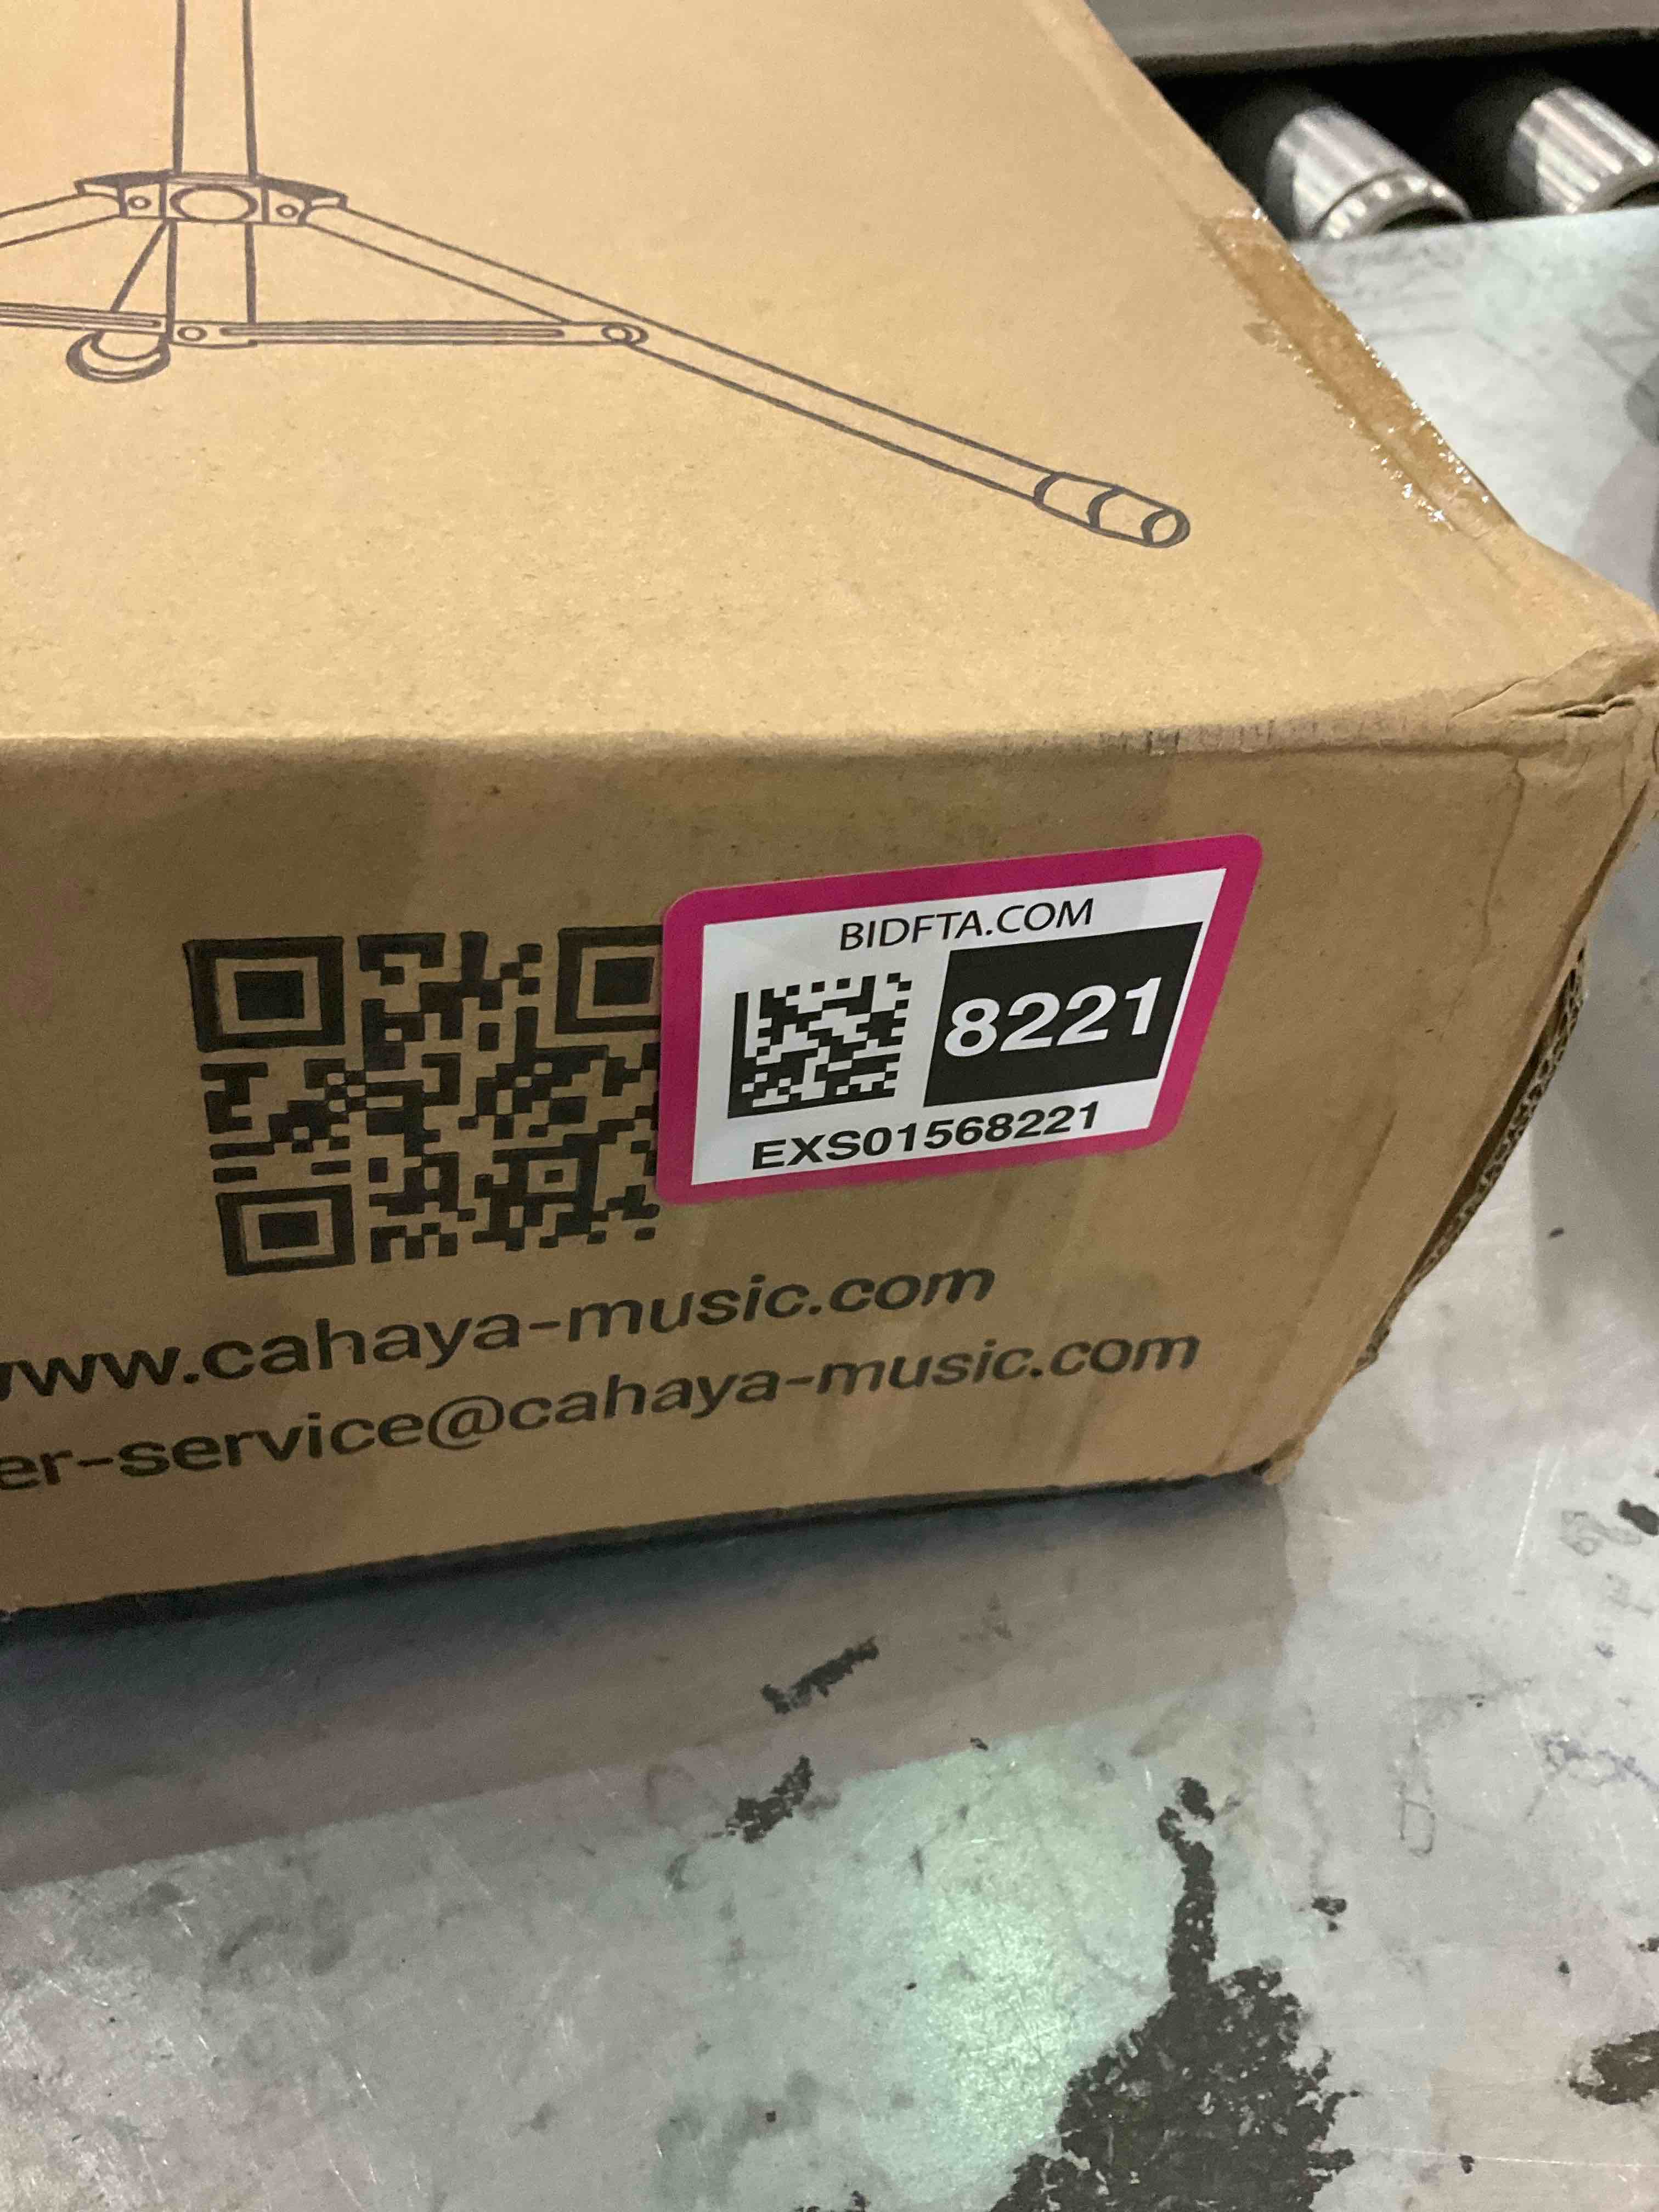 BIDFTA.COM
8221
EXS01568221
www.cahaya-music.com
er-service@cahaya-music.com